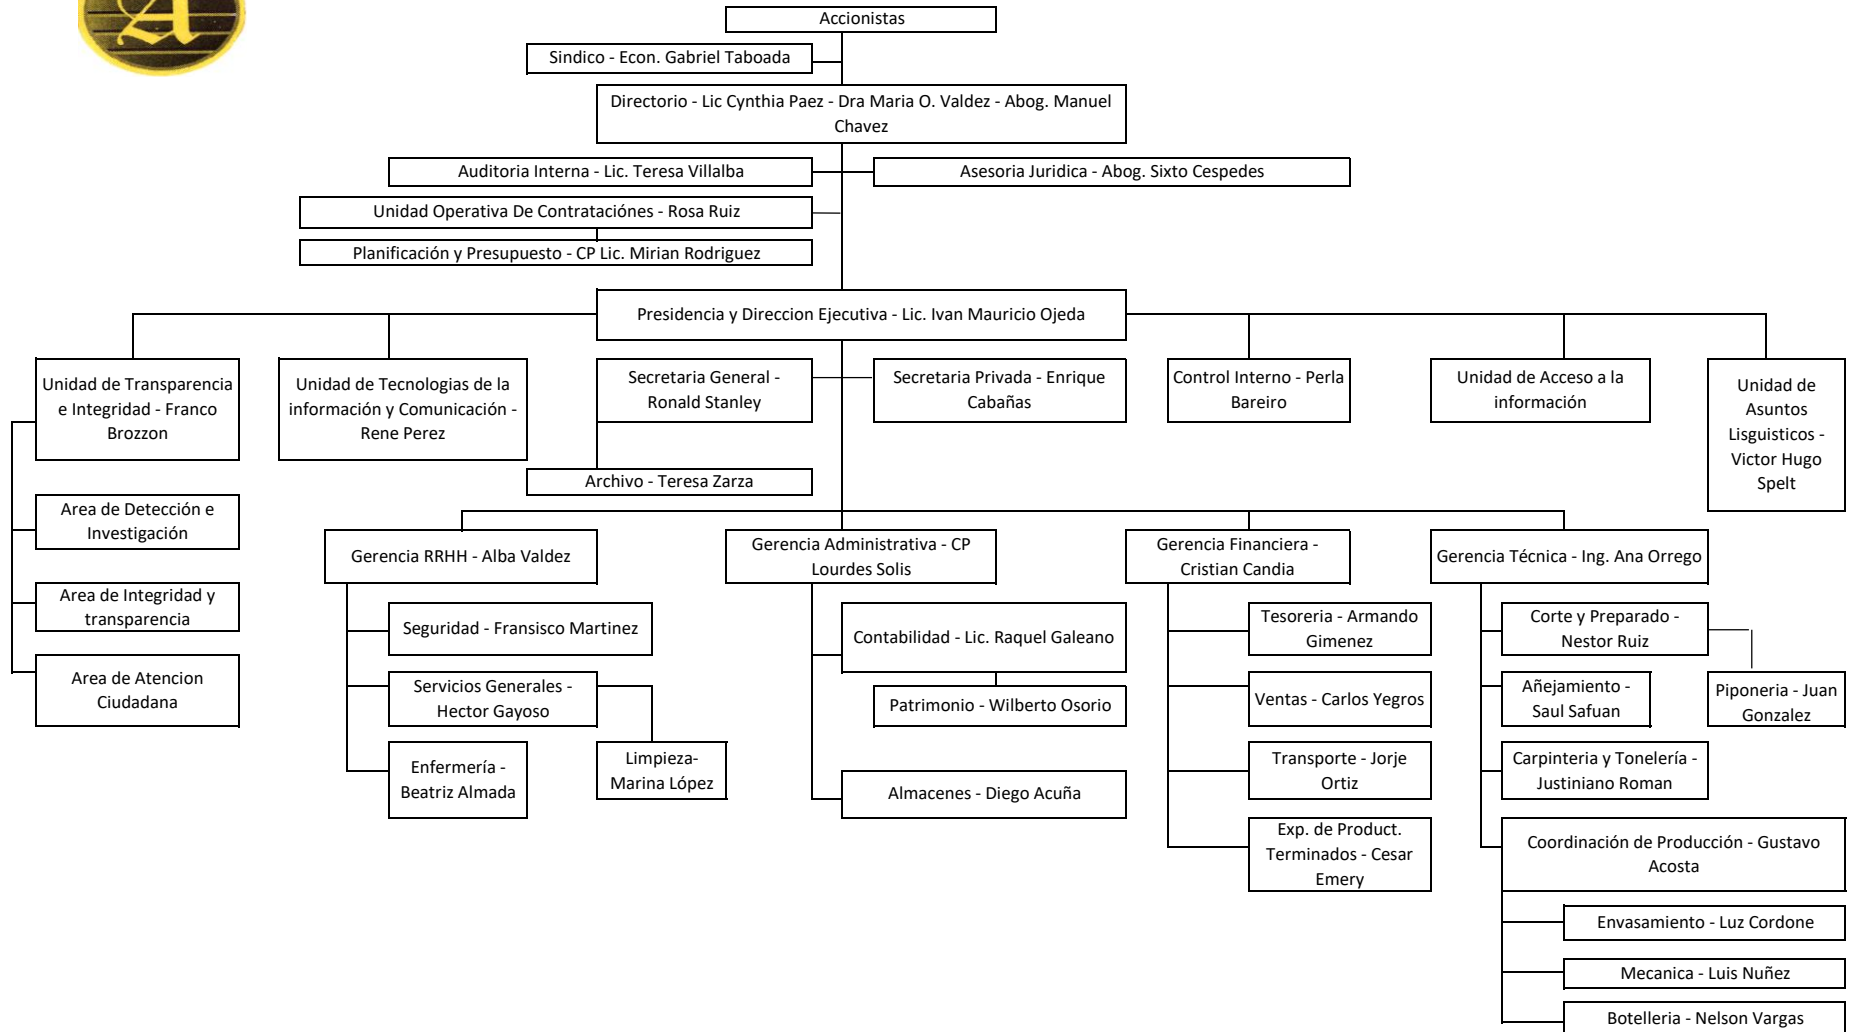 A
Accionistas
Sindico - Econ. Gabriel Taboada
Directorio - Lic Cynthia Paez - Dra Maria O. Valdez - Abog. Manuel
Chavez
Auditoria Interna - Lic. Teresa Villalba
Asesoria Juridica - Abog. Sixto Cespedes
Unidad Operativa De Contrataciónes - Rosa Ruiz
Planificación y Presupuesto - CP Lic. Mirian Rodriguez
Presidencia y Direccion Ejecutiva - Lic. Ivan Mauricio Ojeda
Unidad de Transparencia
e Integridad - Franco
Brozzon
Unidad de Tecnologias de la
información y Comunicación -
Rene Perez
Secretaria General -
Ronald Stanley
Secretaria Privada - Enrique
Cabañas
Control Interno - Perla
Bareiro
Unidad de Acceso a la
información
Unidad de
Asuntos
Lisguisticos -
Victor Hugo
Spelt
Archivo - Teresa Zarza
Area de Detección e
Investigación
Area de Integridad y
transparencia
Area de Atencion
Ciudadana
Gerencia RRHH - Alba Valdez
Gerencia Administrativa - CP
Lourdes Solis
Gerencia Financiera -
Cristian Candia
Gerencia Técnica - Ing. Ana Orrego
Seguridad - Fransisco Martinez
Servicios Generales -
Hector Gayoso
Enfermería -
Beatriz Almada
Limpieza-
Marina López
Contabilidad - Lic. Raquel Galeano
Patrimonio - Wilberto Osorio
Almacenes - Diego Acuña
Tesoreria - Armando
Gimenez
Ventas - Carlos Yegros
Transporte - Jorje
Ortiz
Exp. de Product.
Terminados - Cesar
Emery
Corte y Preparado -
Nestor Ruiz
Añejamiento -
Saul Safuan
Piponeria - Juan
Gonzalez
Carpinteria y Tonelería -
Justiniano Roman
Coordinación de Producción - Gustavo
Acosta
Envasamiento - Luz Cordone
Mecanica - Luis Nuñez
Botelleria - Nelson Vargas